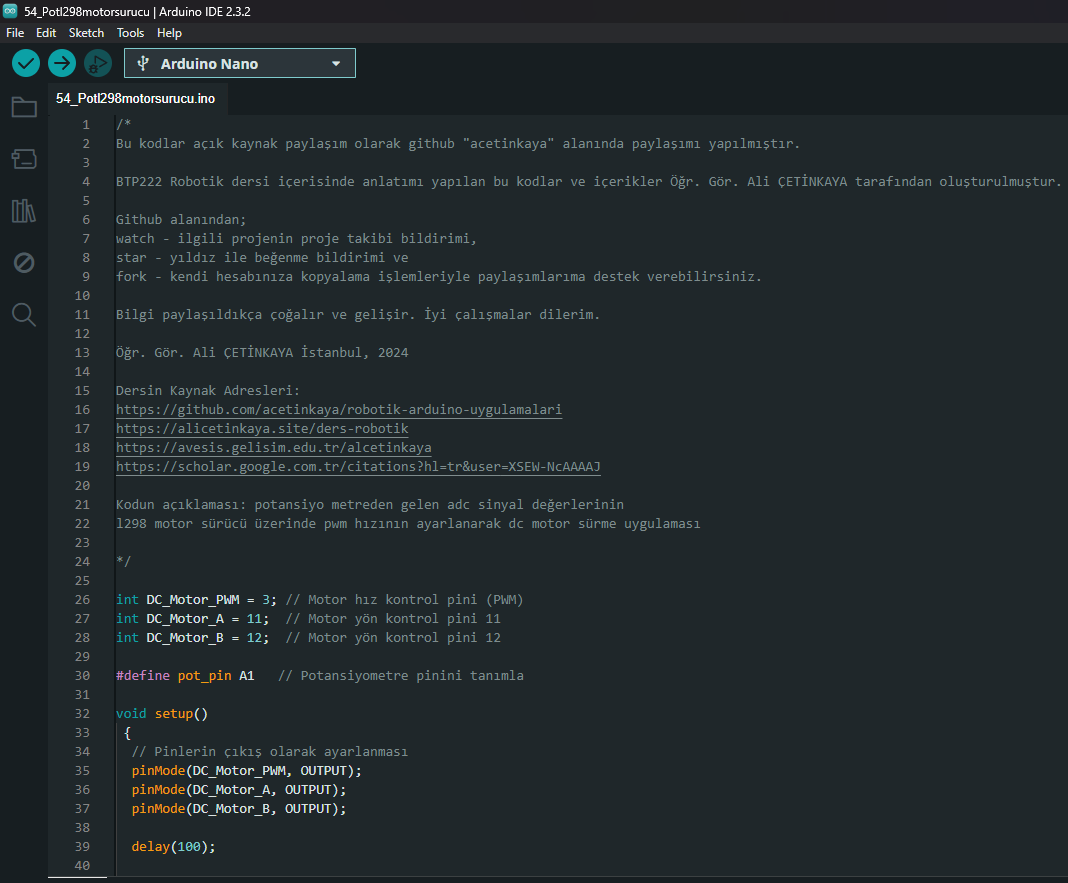 54_Potl298motorsurucu | Arduino IDE 2.3.2
File Edit Sketch Tools Help
Arduino Nano
54_Potl298motorsurucu.ino
1 /*
2 Bu kodlar açık kaynak paylaşım olarak github "acetinkaya" alanında paylaşımı yapılmıştır.
3
4 BTP222 Robotik dersi içerisinde anlatımı yapılan bu kodlar ve içerikler Öğr. Gör. Ali ÇETİNKAYA tarafından oluşturulmuştur.
5
6 Github alanından;
7 watch - ilgili projenin proje takibi bildirimi,
8 star - yıldız ile beğenme bildirimi ve
9 fork - kendi hesabınıza kopyalama işlemleriyle paylaşımlarıma destek verebilirsiniz.
10
11 Bilgi paylaşıldıkça çoğalır ve gelişir. İyi çalışmalar dilerim.
12
13 Öğr. Gör. Ali ÇETİNKAYA İstanbul, 2024
14
15 Dersin Kaynak Adresleri:
16 https://github.com/acetinkaya/robotik-arduino-uygulamalari
17 https://alicetinkaya.site/ders-robotik
18 https://avesis.gelisim.edu.tr/alcetinkaya
19 https://scholar.google.com.tr/citations?hl=tr&user=XSEW-NcAAAAJ
20
21 Kodun açıklaması: potansiyo metreden gelen adc sinyal değerlerinin
22 l298 motor sürücü üzerinde pwm hızının ayarlanarak dc motor sürme uygulaması
23
24 */
25
26 int DC_Motor_PWM = 3; // Motor hız kontrol pini (PWM)
27 int DC_Motor_A = 11;  // Motor yön kontrol pini 11
28 int DC_Motor_B = 12;  // Motor yön kontrol pini 12
29
30 #define pot_pin A1   // Potansiyometre pinini tanımla
31
32 void setup()
33 {
34 // Pinlerin çıkış olarak ayarlanması
35 pinMode(DC_Motor_PWM, OUTPUT);
36 pinMode(DC_Motor_A, OUTPUT);
37 pinMode(DC_Motor_B, OUTPUT);
38
39 delay(100);
40